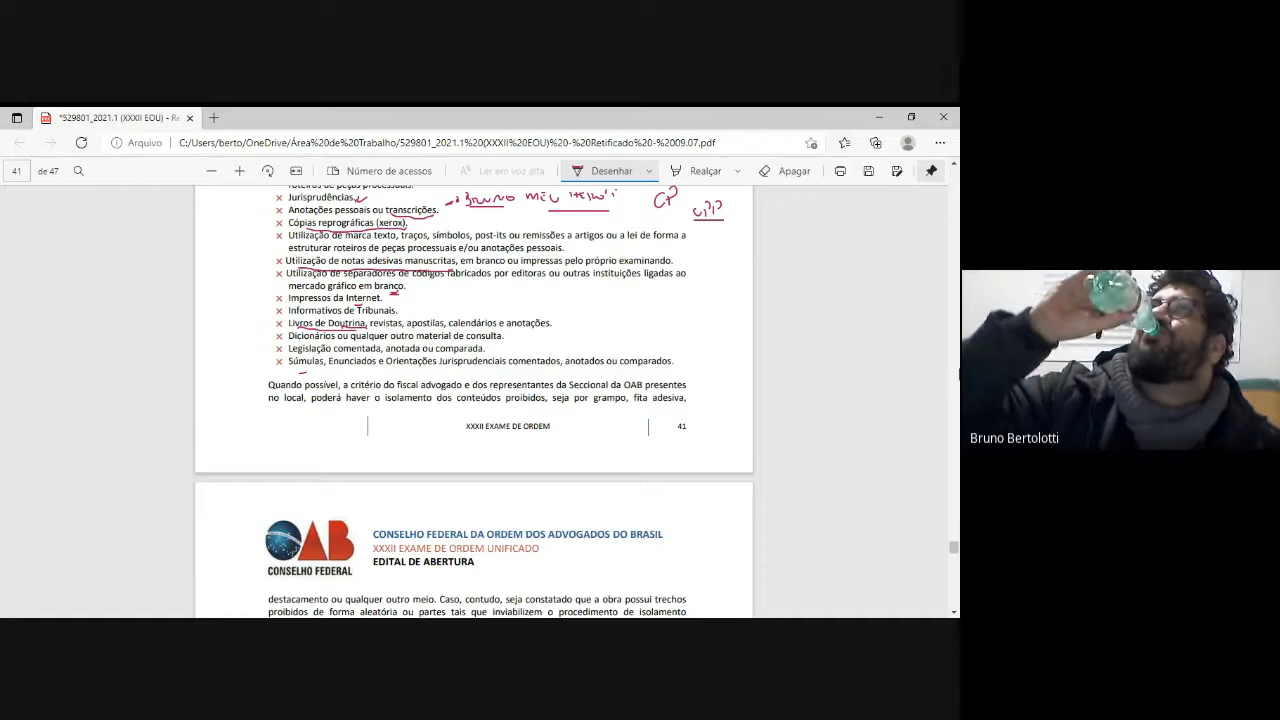 *529801_2021.1 (XXXII EOU) - Re
Arquivo
C:/Users/berto/OneDrive/Área%20de%20Trabalho/529801_2021.1%20(XXXII%20EOU)%20-%20Retificado%20-%2009.07.pdf
41 de 47
Número de acessos
Ler em voz alta
Desenhar
Realçar
Apagar
roteiros de peças processuais.
Jurisprudências.
BRUNO MEU
CP
Anotações pessoais ou transcrições.
CPP
Cópias reprográficas (xerox).
Utilização de marca texto, traços, símbolos, post-its ou remissões a artigos ou a lei de forma a
estruturar roteiros de peças processuais e/ou anotações pessoais.
Utilização de notas adesivas manuscritas, em branco ou impressas pelo próprio examinando.
Utilização de separadores de códigos fabricados por editoras ou outras instituições ligadas ao
mercado gráfico em branco.
Impressos da Internet.
Informativos de Tribunais.
Livros de Doutrina, revistas, apostilas, calendários e anotações.
Dicionários ou qualquer outro material de consulta.
Legislação comentada, anotada ou comparada.
Súmulas, Enunciados e Orientações Jurisprudenciais comentados, anotados ou comparados.
Quando possível, a critério do fiscal advogado e dos representantes da Seccional da OAB presentes
no local, poderá haver o isolamento dos conteúdos proibidos, seja por grampo, fita adesiva,
XXXII EXAME DE ORDEM 41
OAB
CONSELHO FEDERAL
CONSELHO FEDERAL DA ORDEM DOS ADVOGADOS DO BRASIL
XXXII EXAME DE ORDEM UNIFICADO
EDITAL DE ABERTURA
destacamento ou qualquer outro meio. Caso, contudo, seja constatado que a obra possui trechos
proibidos de forma aleatória ou partes tais que inviabilizem o procedimento de isolamento
Bruno Bertolotti